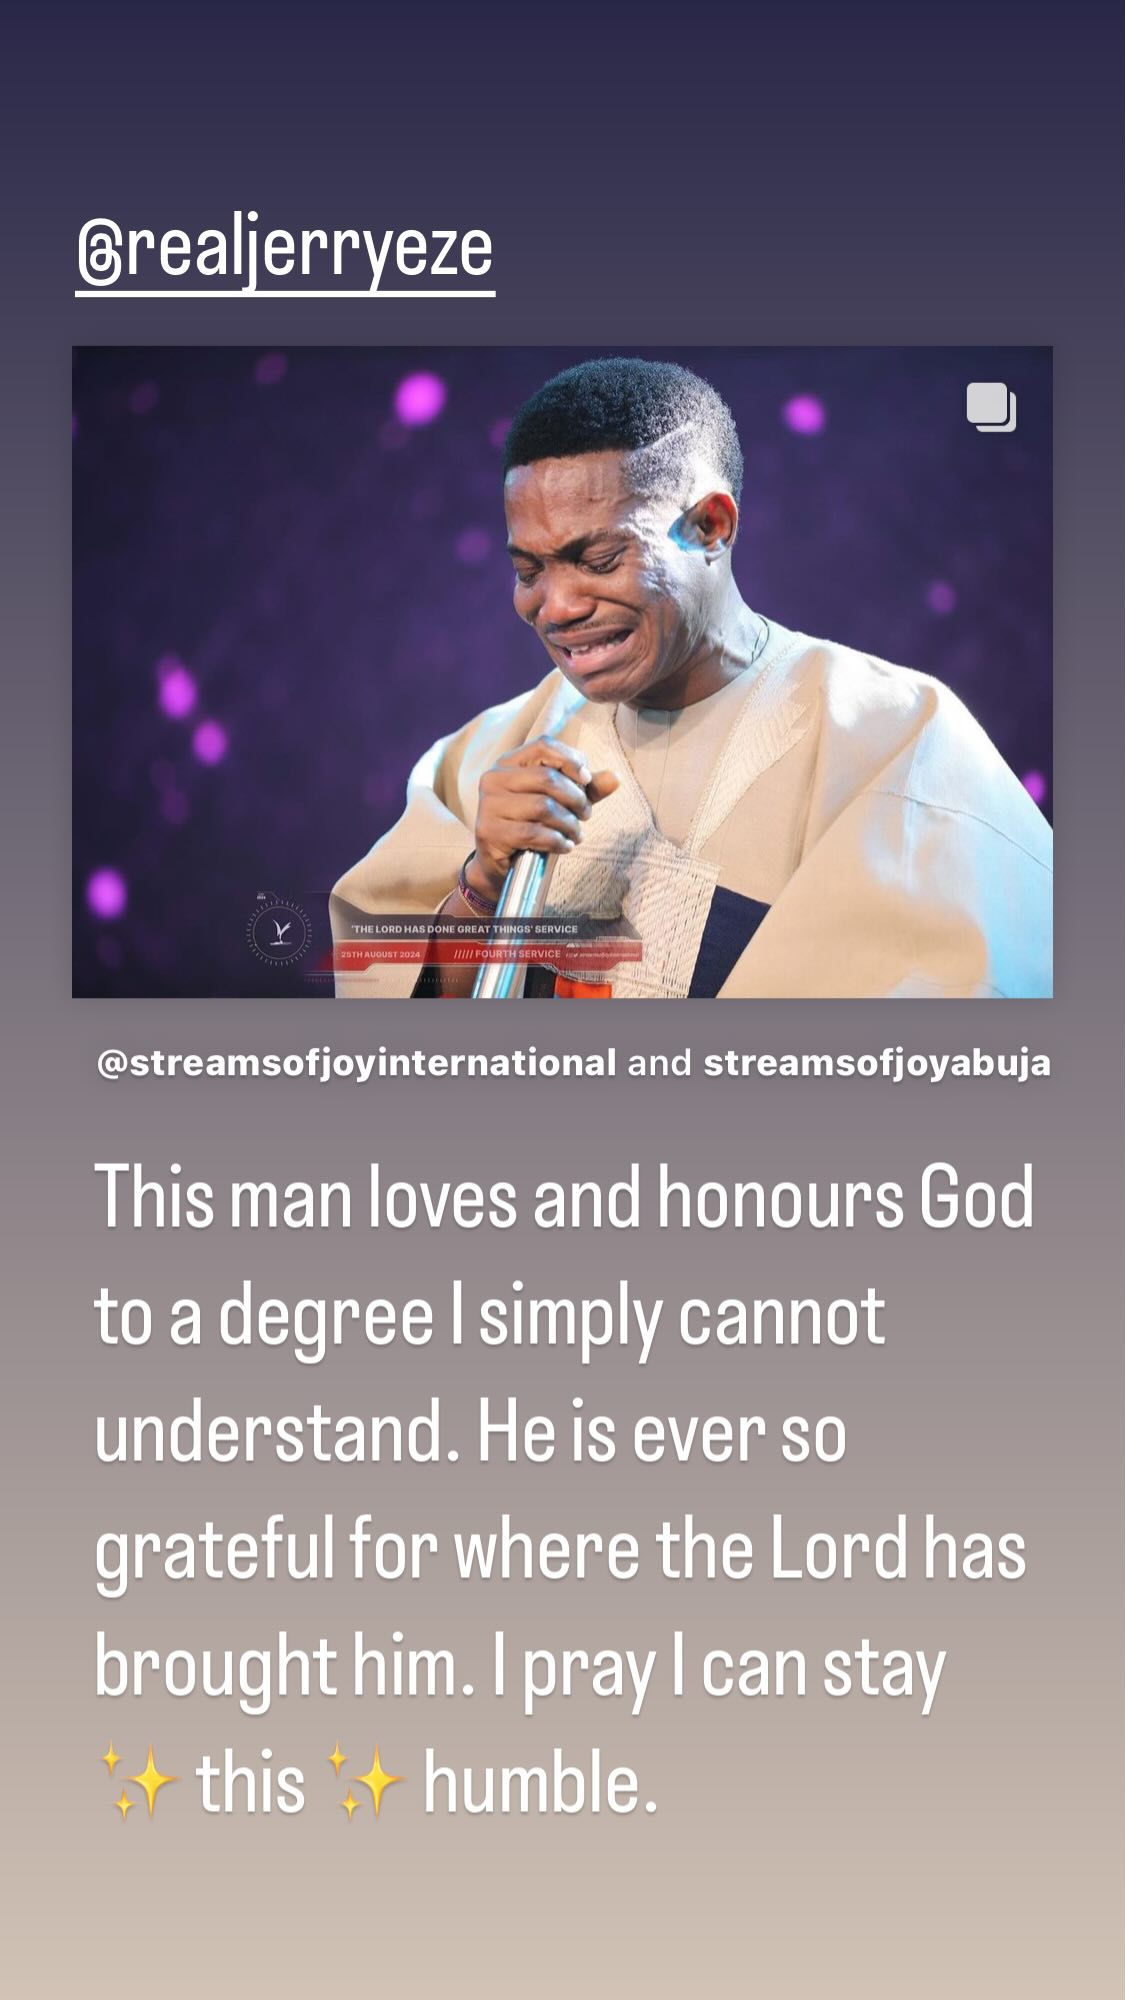 @realjerryeze
'THE LORD HAS DONE GREAT THINGS' SERVICE
25TH AUGUST 2024 ///// FOURTH SERVICE
@streamsofjoyinternational and streamsofjoyabuja
This man loves and honours God
to a degree I simply cannot
understand. He is ever so
grateful for where the Lord has
brought him. I pray I can stay
✨ this ✨ humble.